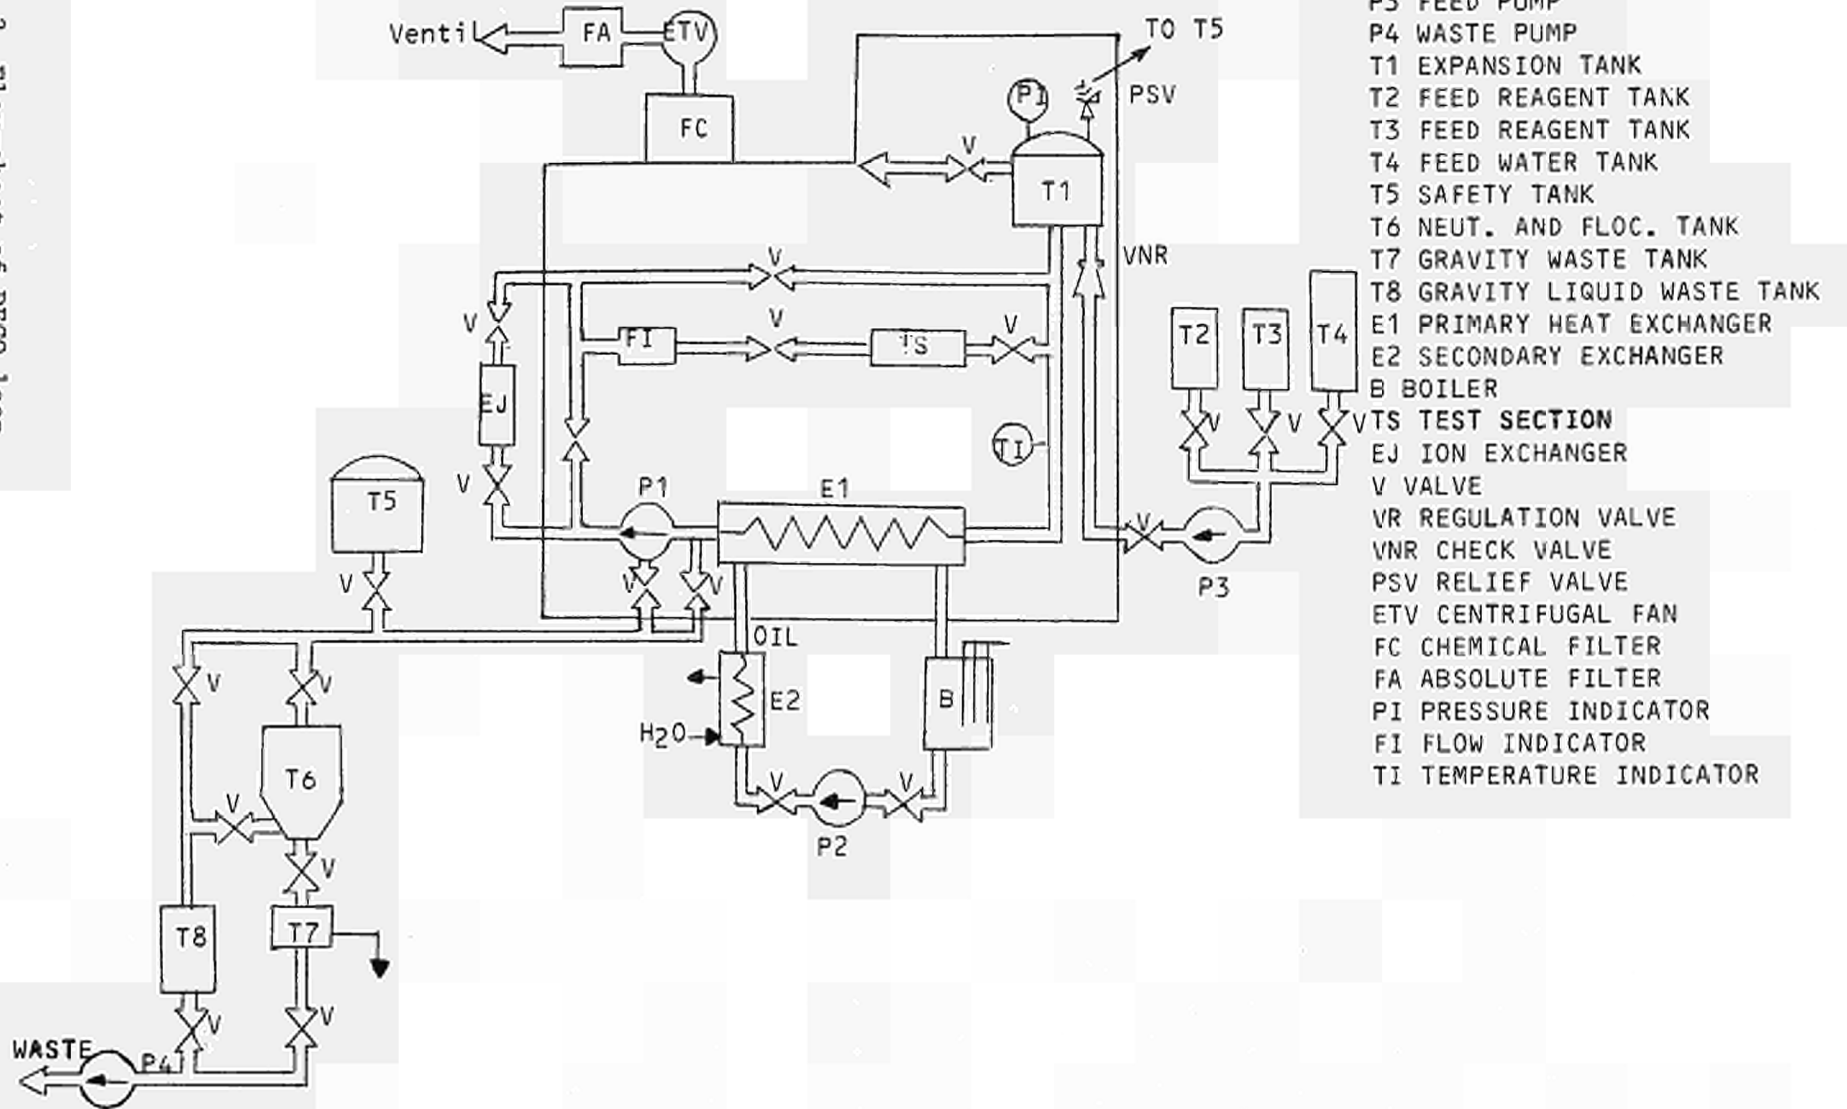 Ventil
FA
ETV
FC
TO T5
PI
PSV
V
T1
VNR
V
V
FI
V
TS
V
EJ
TI
V
T2
T3
T4
V
V
V
T5
P1
E1
V
P3
V
V
V
OIL
V
V
E2
B
H2O
T6
V
V
V
P2
V
T8
T7
V
V
WASTE
P4
P3 FEED PUMP
P4 WASTE PUMP
T1 EXPANSION TANK
T2 FEED REAGENT TANK
T3 FEED REAGENT TANK
T4 FEED WATER TANK
T5 SAFETY TANK
T6 NEUT. AND FLOC. TANK
T7 GRAVITY WASTE TANK
T8 GRAVITY LIQUID WASTE TANK
E1 PRIMARY HEAT EXCHANGER
E2 SECONDARY EXCHANGER
B BOILER
TS TEST SECTION
EJ ION EXCHANGER
V VALVE
VR REGULATION VALVE
VNR CHECK VALVE
PSV RELIEF VALVE
ETV CENTRIFUGAL FAN
FC CHEMICAL FILTER
FA ABSOLUTE FILTER
PI PRESSURE INDICATOR
FI FLOW INDICATOR
TI TEMPERATURE INDICATOR